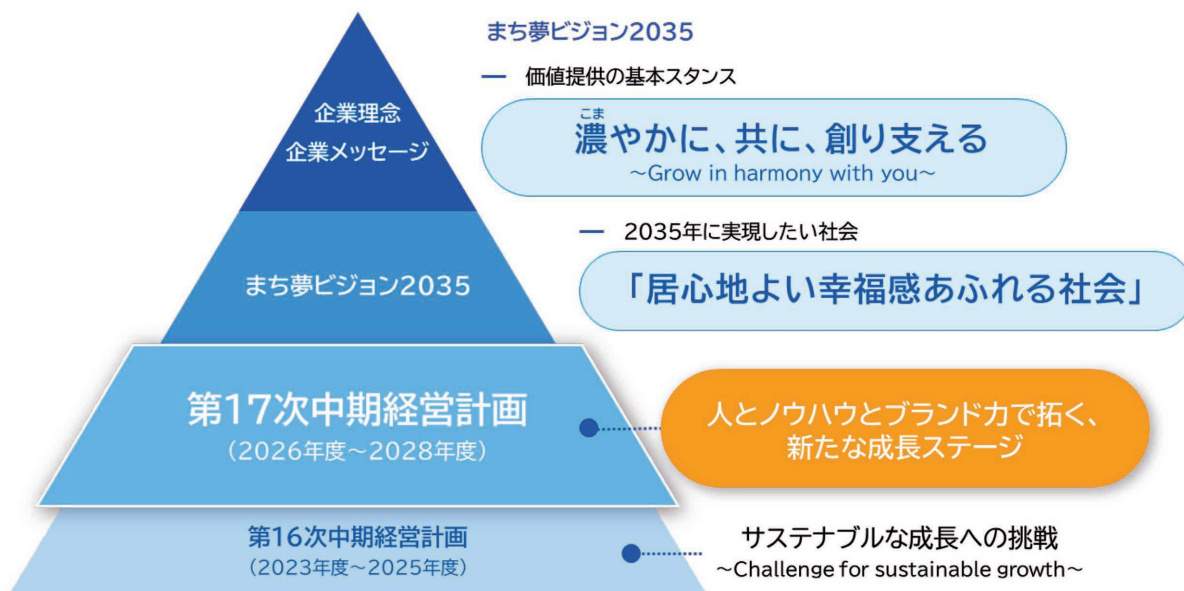 企業理念
企業メッセージ
まち夢ビジョン2035
第17次中期経営計画
(2026年度~2028年度)
第16次中期経営計画
(2023年度~2025年度)
まち夢ビジョン2035
価値提供の基本スタンス
こま
濃やかに、共に、創り支える
~Grow in harmony with you~
2035年に実現したい社会
「居心地よい幸福感あふれる社会」
人とノウハウとブランド力で拓く、
新たな成長ステージ
サステナブルな成長への挑戦
~Challenge for sustainable growth~